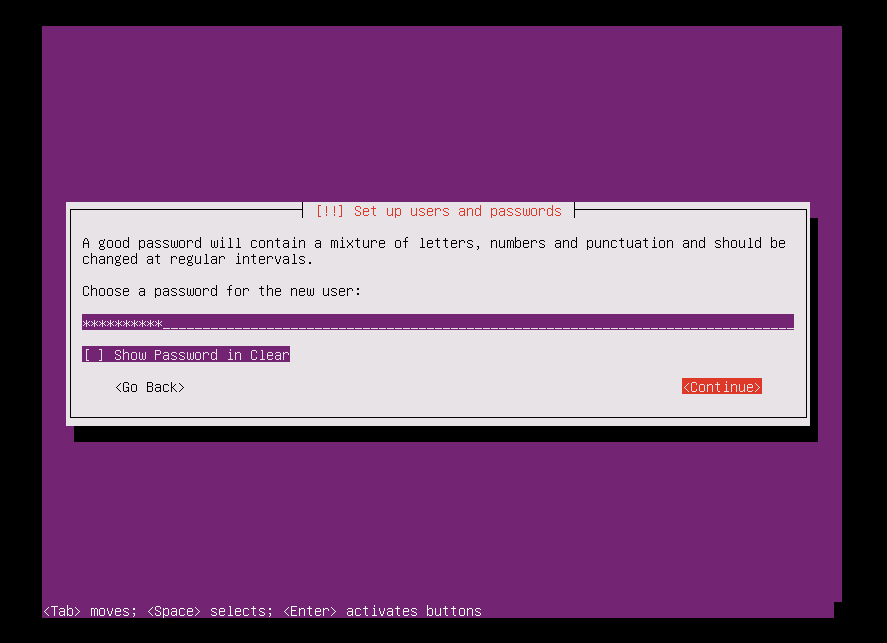 [!!] Set up users and passwords
A good password will contain a mixture of letters, numbers and punctuation and should be
changed at regular intervals.
Choose a password for the new user:
**********
[ ] Show Password in Clear
<Go Back> <Continue>
<Tab> moves; <Space> selects; <Enter> activates buttons